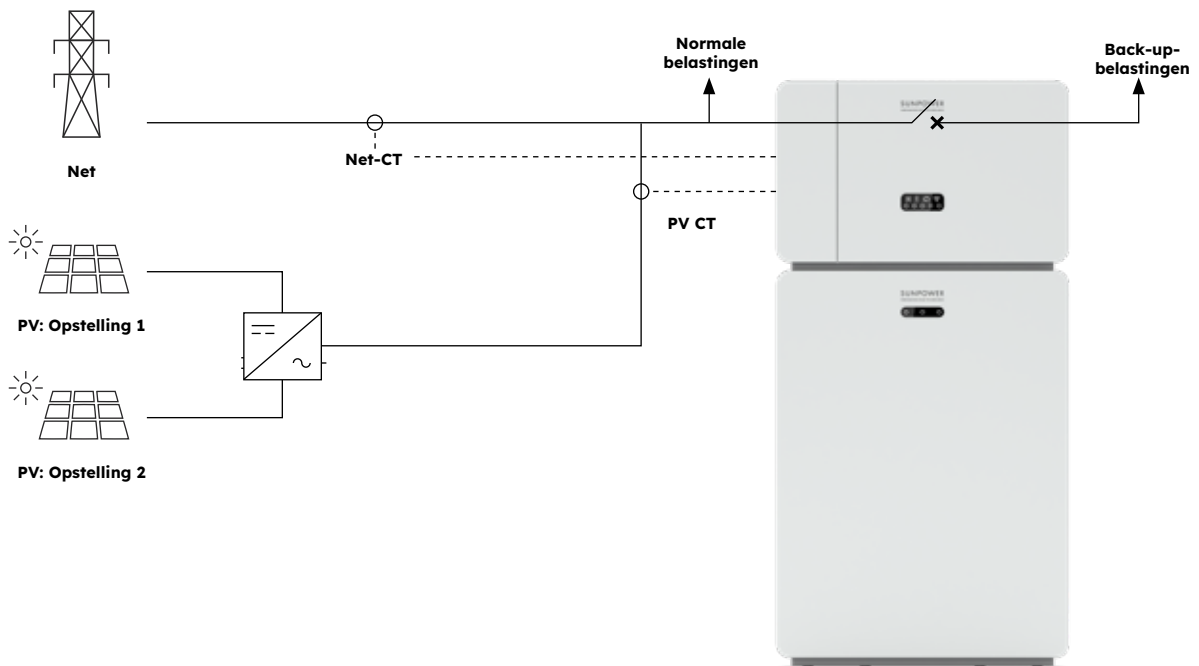 Normale
belastingen
Back-up-
belastingen
SUNPOWER
Net
Net-CT
PV CT
SUNPOWER
PV: Opstelling 1
PV: Opstelling 2